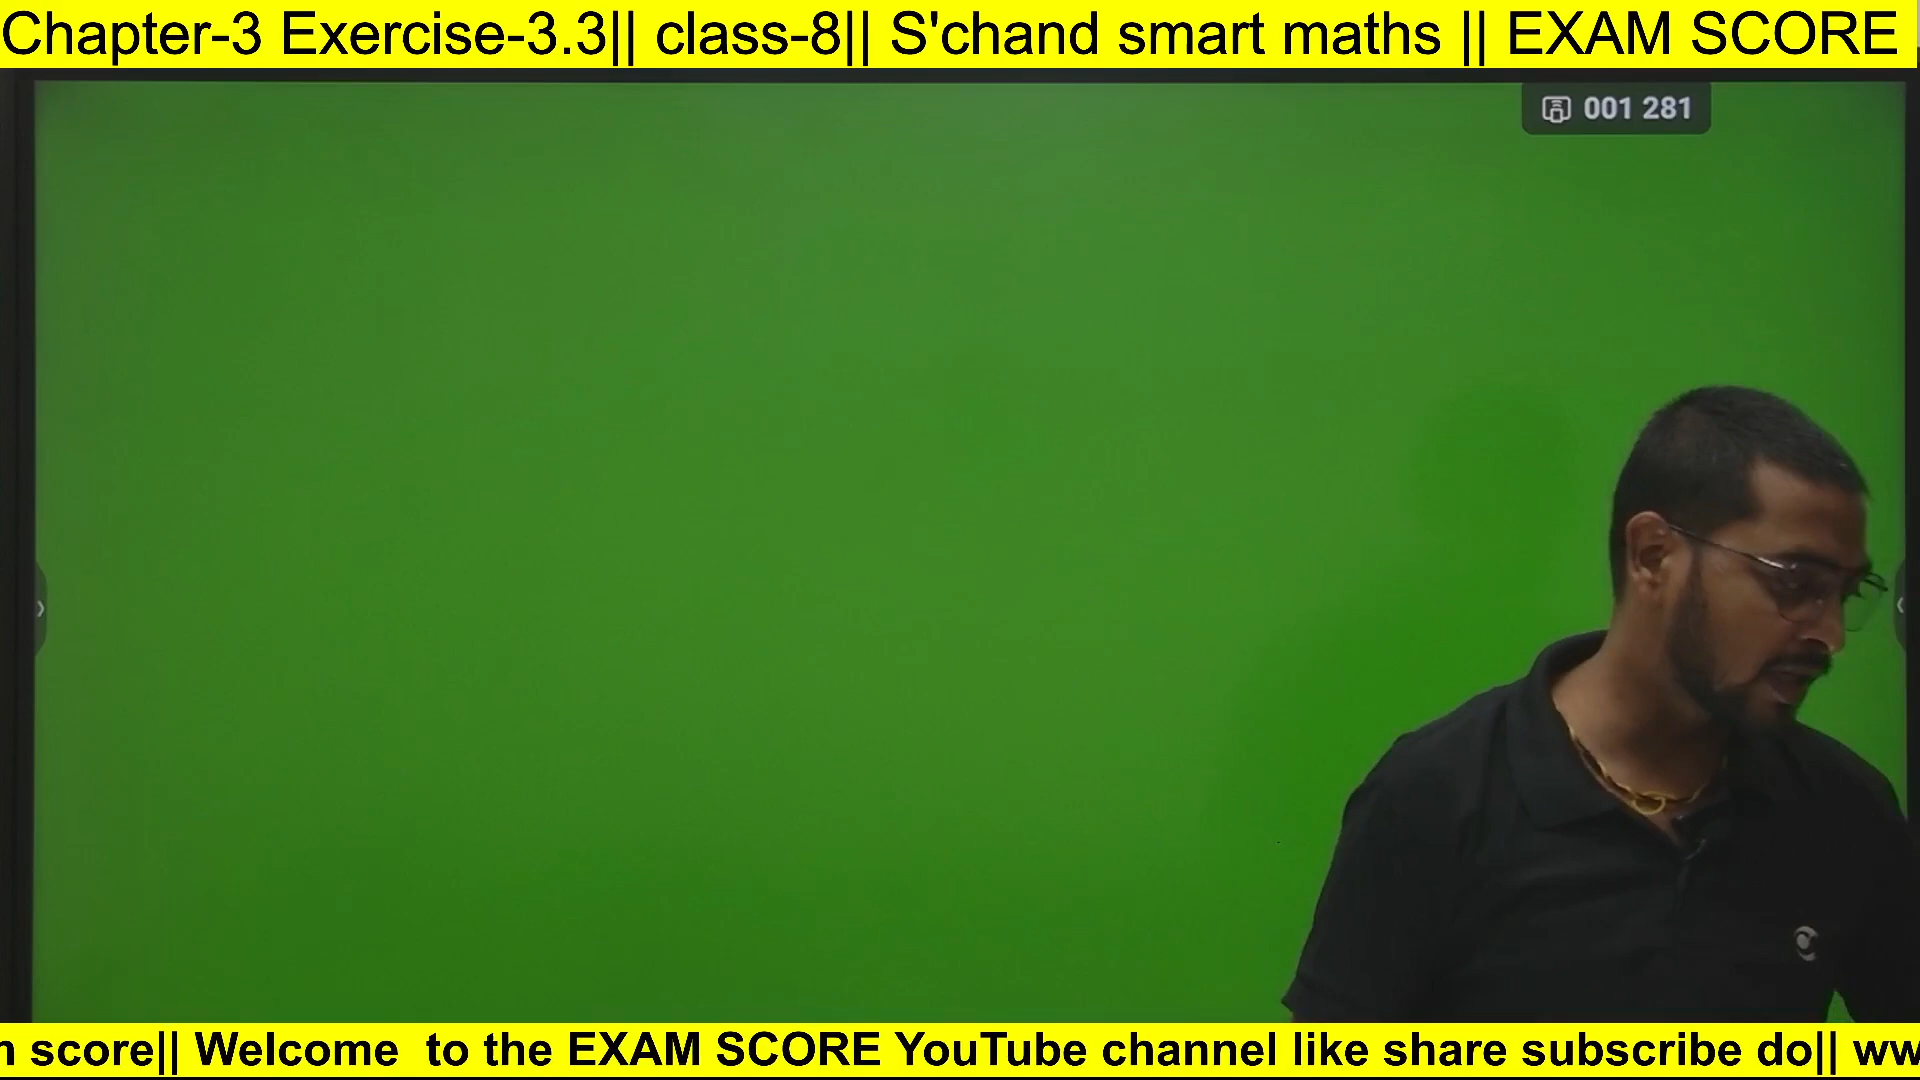 Chapter-3 Exercise-3.3|| class-8|| S'chand smart maths || EXAM SCORE
001 281
score|| Welcome to the EXAM SCORE YouTube channel like share subscribe do||